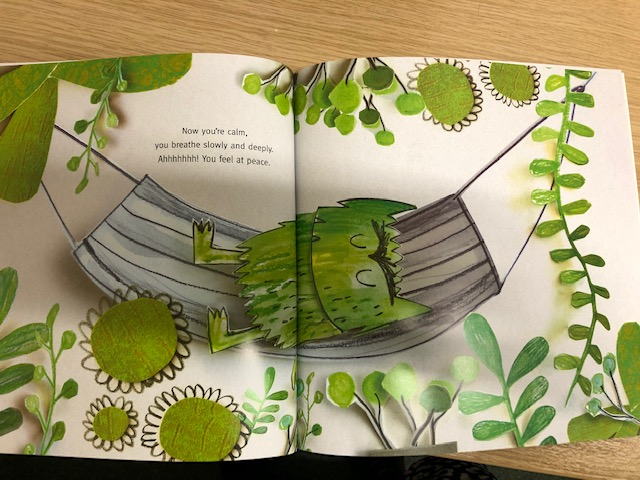 Now you're calm,
you breathe slowly and deeply.
Ahhhhhhh! You feel at peace.